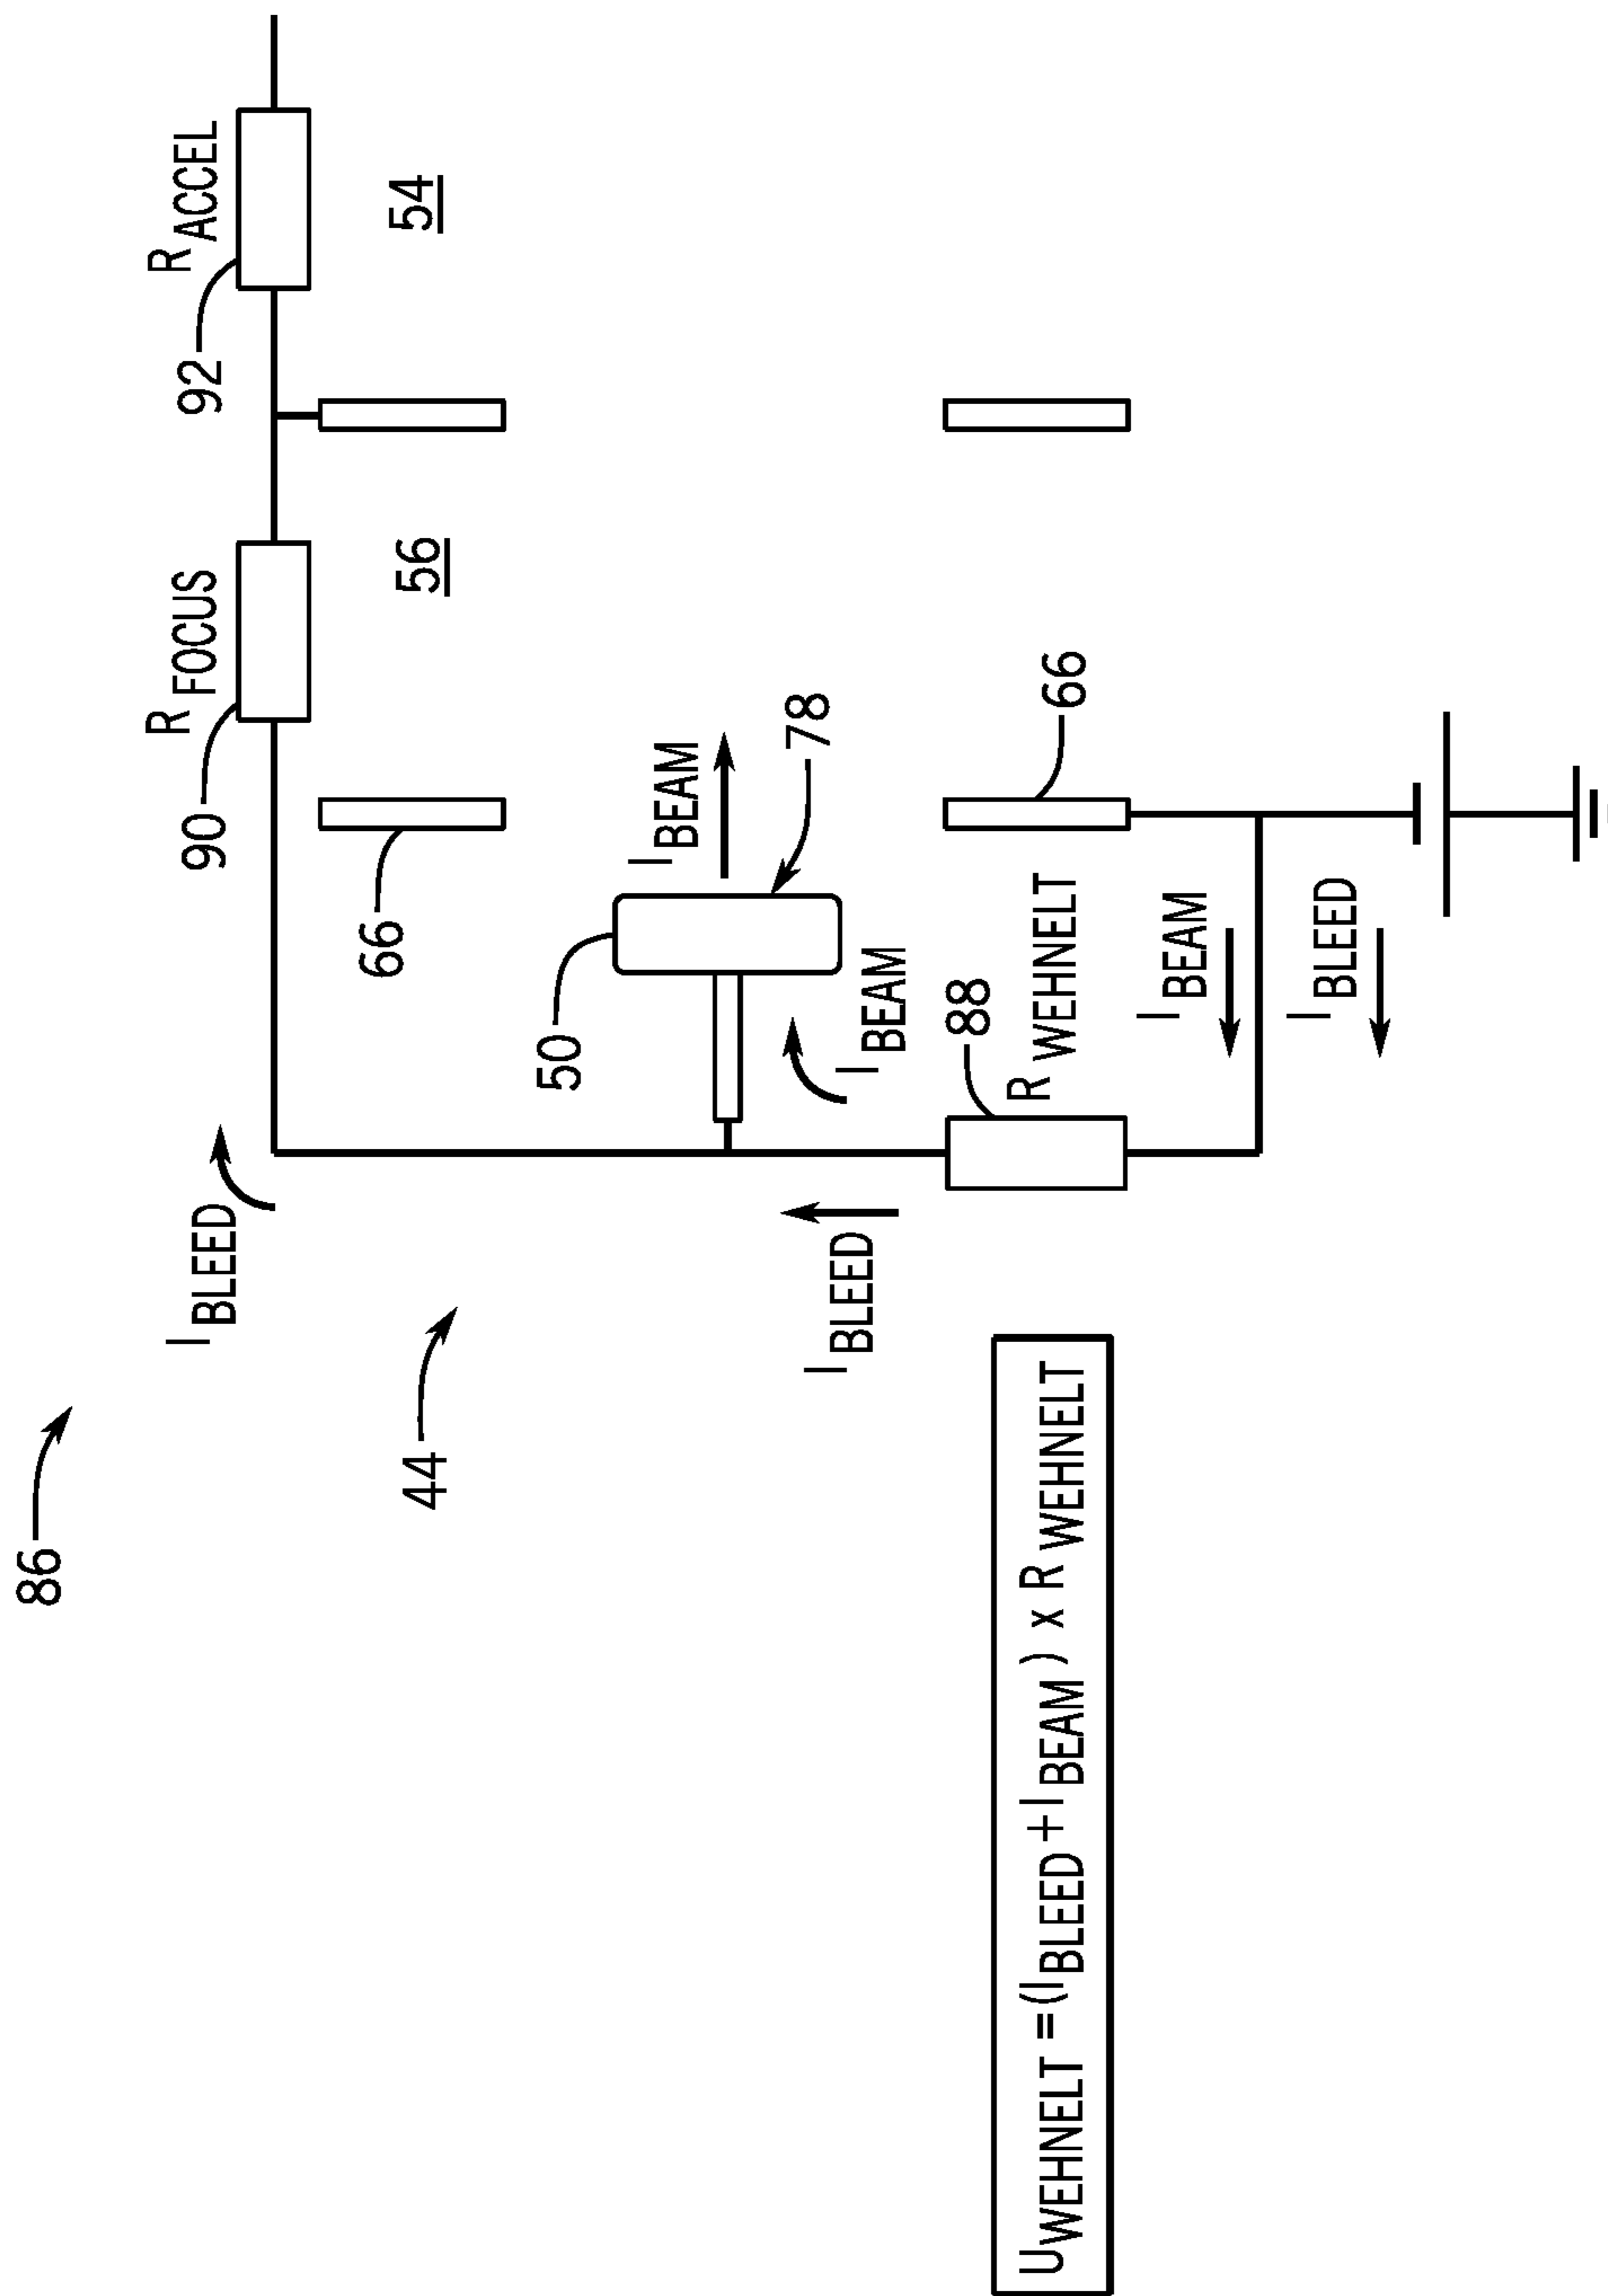 86
44
I BLEED
90
R FOCUS
92
R ACCEL
54
56
66
50
I BEAM
78
I BEAM
I BLEED
88
R WEHNELT
66
I BEAM
I BLEED
U WEHNELT =(I BLEED + I BEAM ) x R WEHNELT